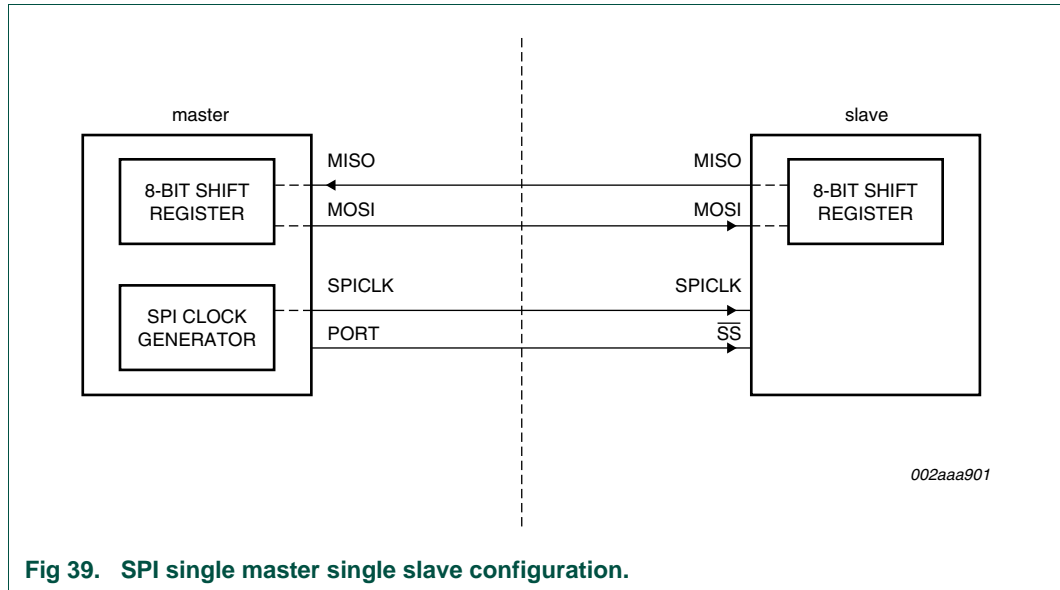 master
slave
8-BIT SHIFT
REGISTER
MISO
MISO
MOSI
MOSI
8-BIT SHIFT
REGISTER
SPI CLOCK
GENERATOR
SPICLK
SPICLK
PORT
S̅S̅
002aaa901
Fig 39. SPI single master single slave configuration.